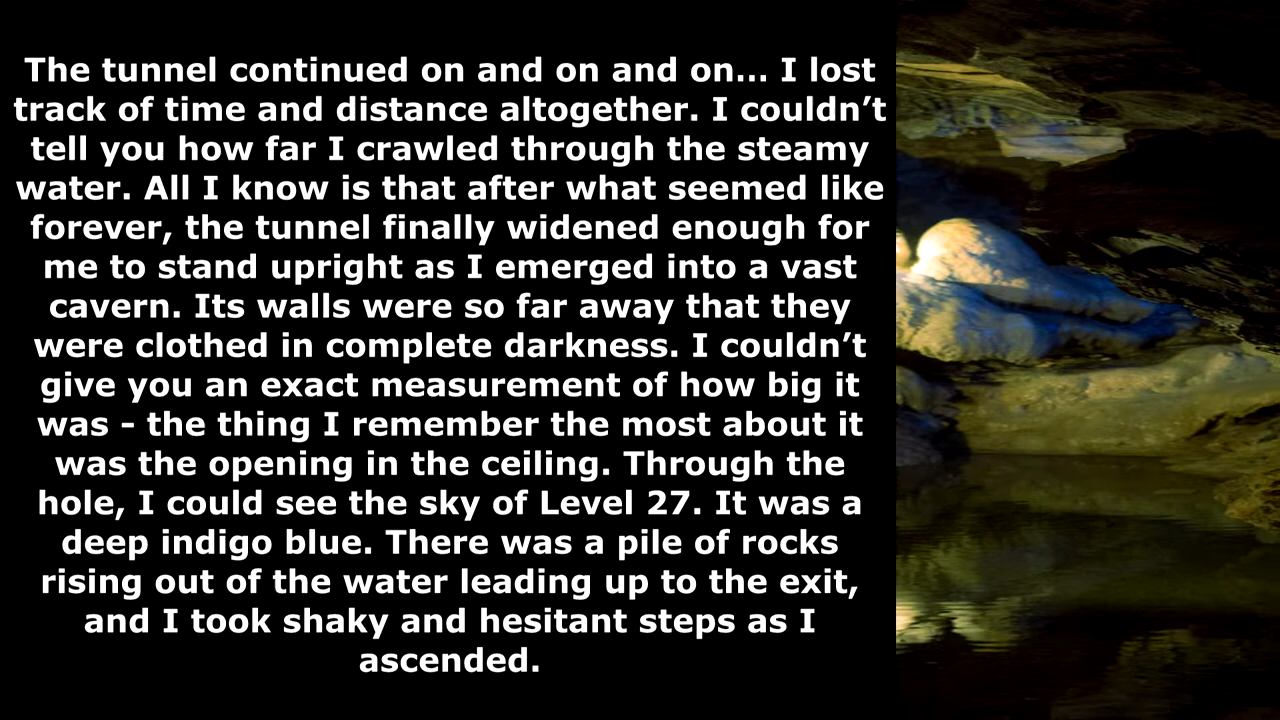 The tunnel continued on and on and on... I lost
track of time and distance altogether. I couldn’t
tell you how far I crawled through the steamy
water. All I know is that after what seemed like
forever, the tunnel finally widened enough for
me to stand upright as I emerged into a vast
cavern. Its walls were so far away that they
were clothed in complete darkness. I couldn’t
give you an exact measurement of how big it
was - the thing I remember the most about it
was the opening in the ceiling. Through the
hole, I could see the sky of Level 27. It was a
deep indigo blue. There was a pile of rocks
rising out of the water leading up to the exit,
and I took shaky and hesitant steps as I
ascended.